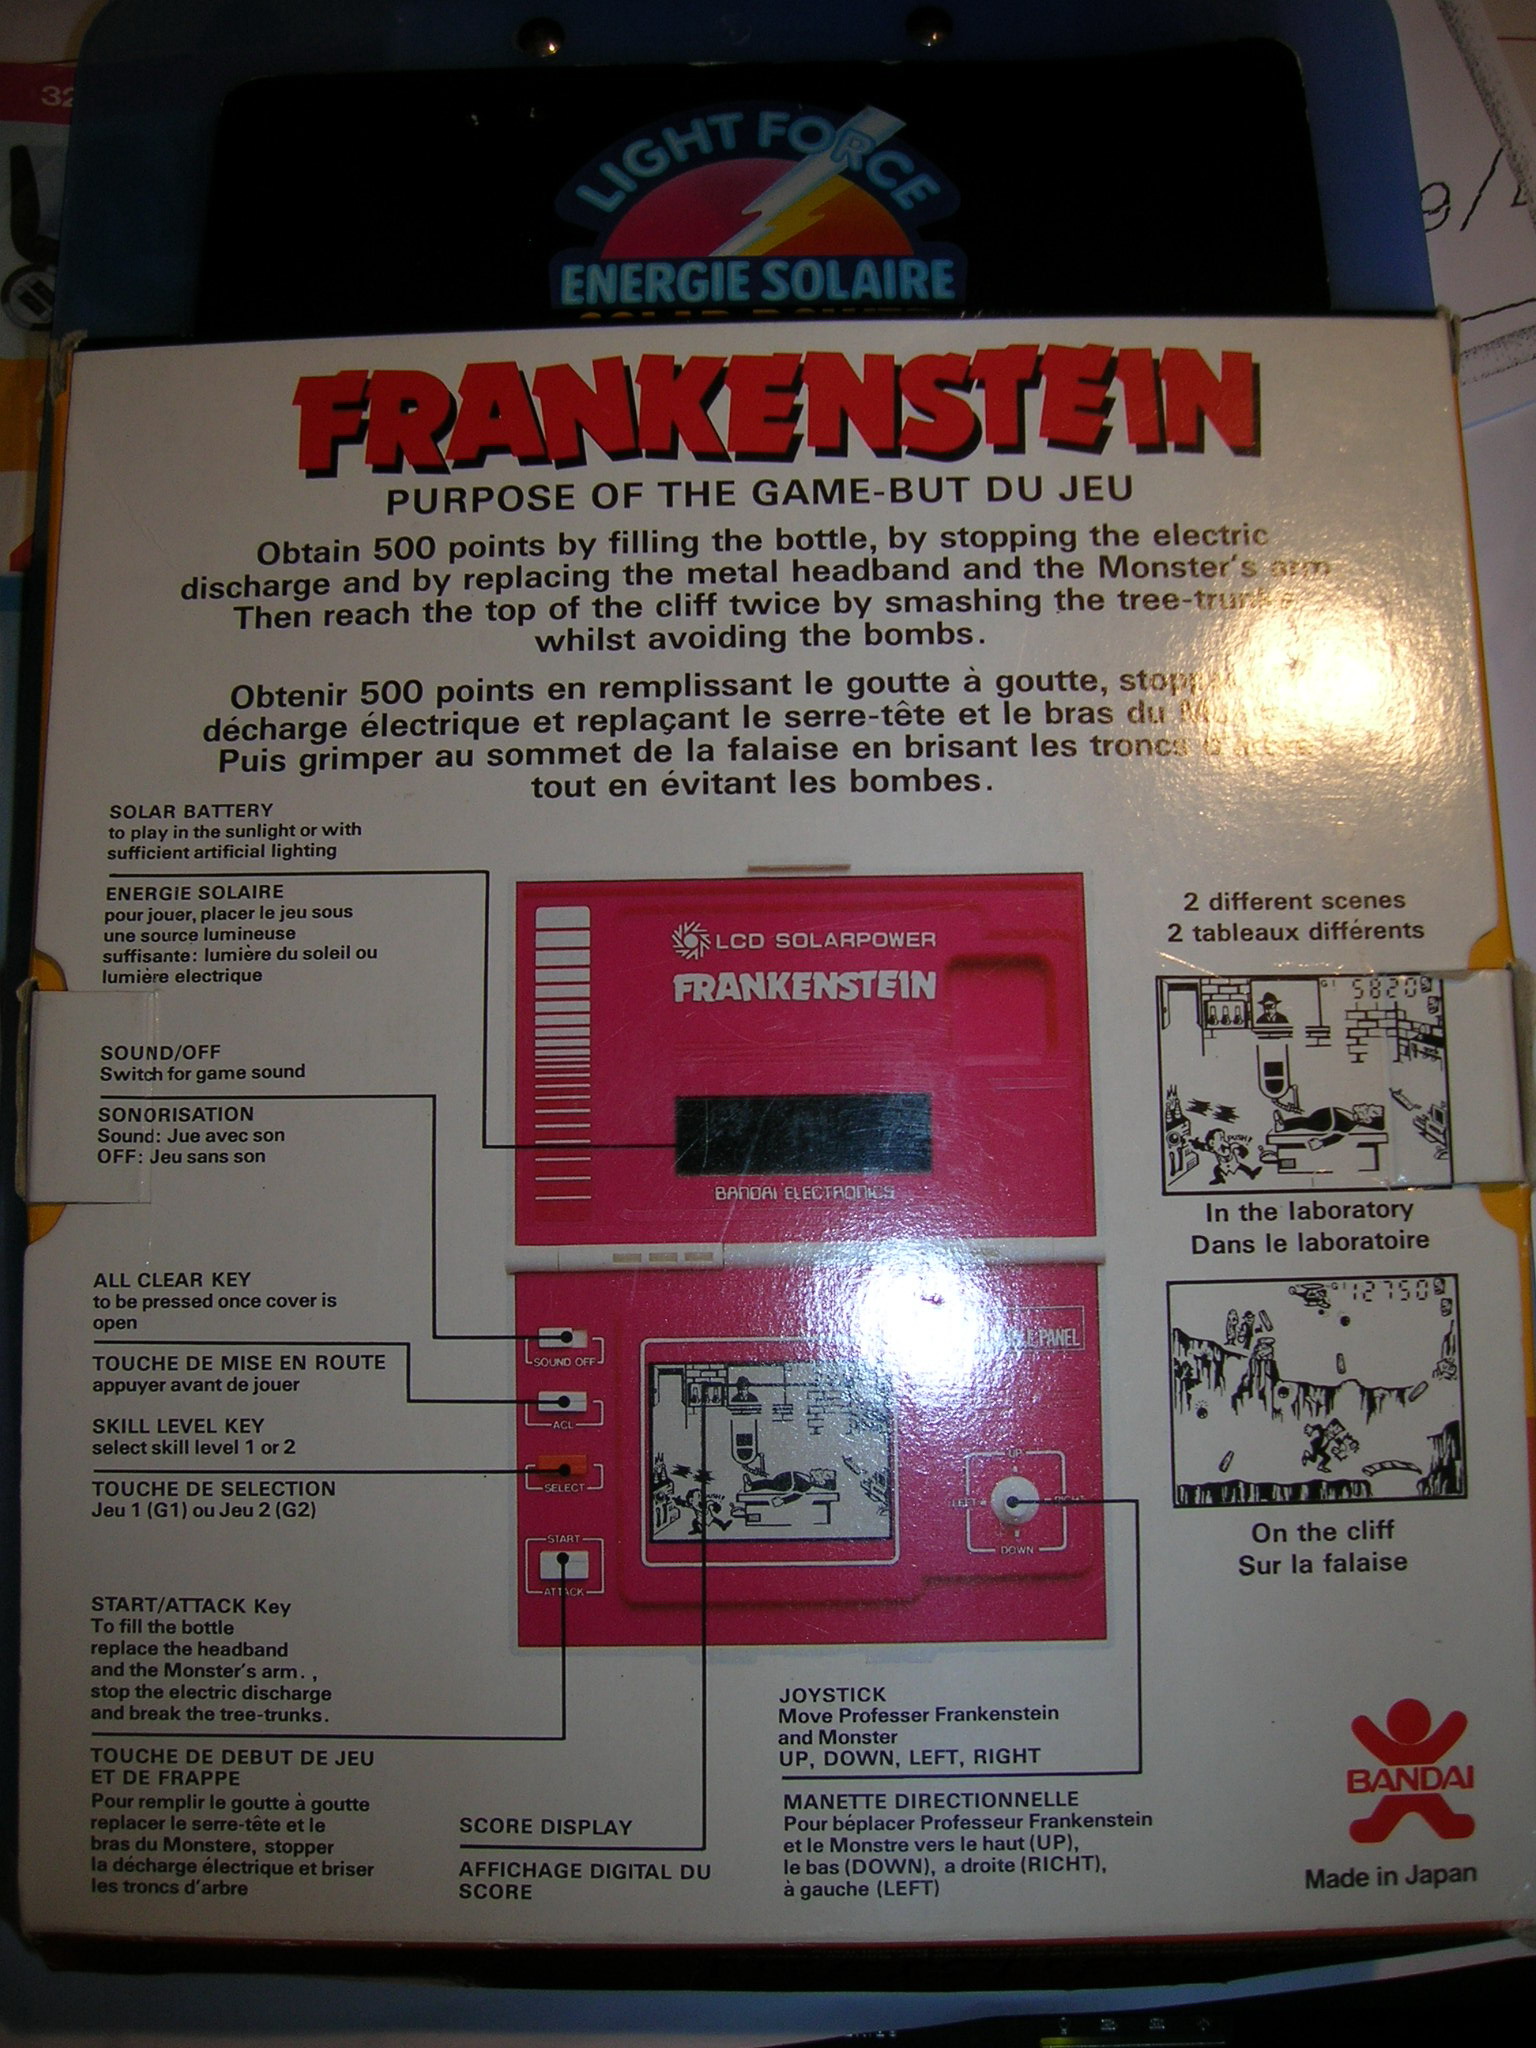 32
LIGHT FORCE
ENERGIE SOLAIRE
FRANKENSTEIN
PURPOSE OF THE GAME-BUT DU JEU
Obtain 500 points by filling the bottle, by stopping the electric
discharge and by replacing the metal headband and the Monster's arm
Then reach the top of the cliff twice by smashing the tree-trunks
whilst avoiding the bombs.
Obtenir 500 points en remplissant le goutte à goutte,
décharge électrique et replaçant le serre-tête et le bras du
Puis grimper au sommet de la falaise en brisant les troncs
tout en évitant les bombes.
SOLAR BATTERY
to play in the sunlight or with
sufficient artificial lighting
ENERGIE SOLAIRE
pour jouer, placer le jeu sous
une source lumineuse
suffisante: lumière du soleil ou
lumière electrique
SOUND/OFF
Switch for game sound
SONORISATION
Sound: Jue avec son
OFF: Jeu sans son
ALL CLEAR KEY
to be pressed once cover is
open
TOUCHE DE MISE EN ROUTE
appuyer avant de jouer
SKILL LEVEL KEY
select skill level 1 or 2
TOUCHE DE SELECTION
Jeu 1 (G1) ou Jeu 2 (G2)
START/ATTACK Key
To fill the bottle
replace the headband
and the Monster's arm. ,
stop the electric discharge
and break the tree-trunks.
TOUCHE DE DEBUT DE JEU
ET DE FRAPPE
Pour remplir le goutte à goutte
replacer le serre-tête et le
bras du Monstere, stopper
la décharge électrique et briser
les troncs d'arbre
LCD SOLARPOWER
FRANKENSTEIN
BANDAI ELECTRONICS
PANEL
SOUND OFF
ACL
SELECT
START
ATTACK
UP
LEFT
RIGHT
DOWN
SCORE DISPLAY
AFFICHAGE DIGITAL DU
SCORE
JOYSTICK
Move Professer Frankenstein
and Monster
UP, DOWN, LEFT, RIGHT
MANETTE DIRECTIONNELLE
Pour béplacer Professeur Frankenstein
et le Monstre vers le haut (UP),
le bas (DOWN), a droite (RICHT),
à gauche (LEFT)
2 different scenes
2 tableaux différents
G1 5820
PUSH!
In the laboratory
Dans le laboratoire
G1 12750
On the cliff
Sur la falaise
BANDAI
Made in Japan